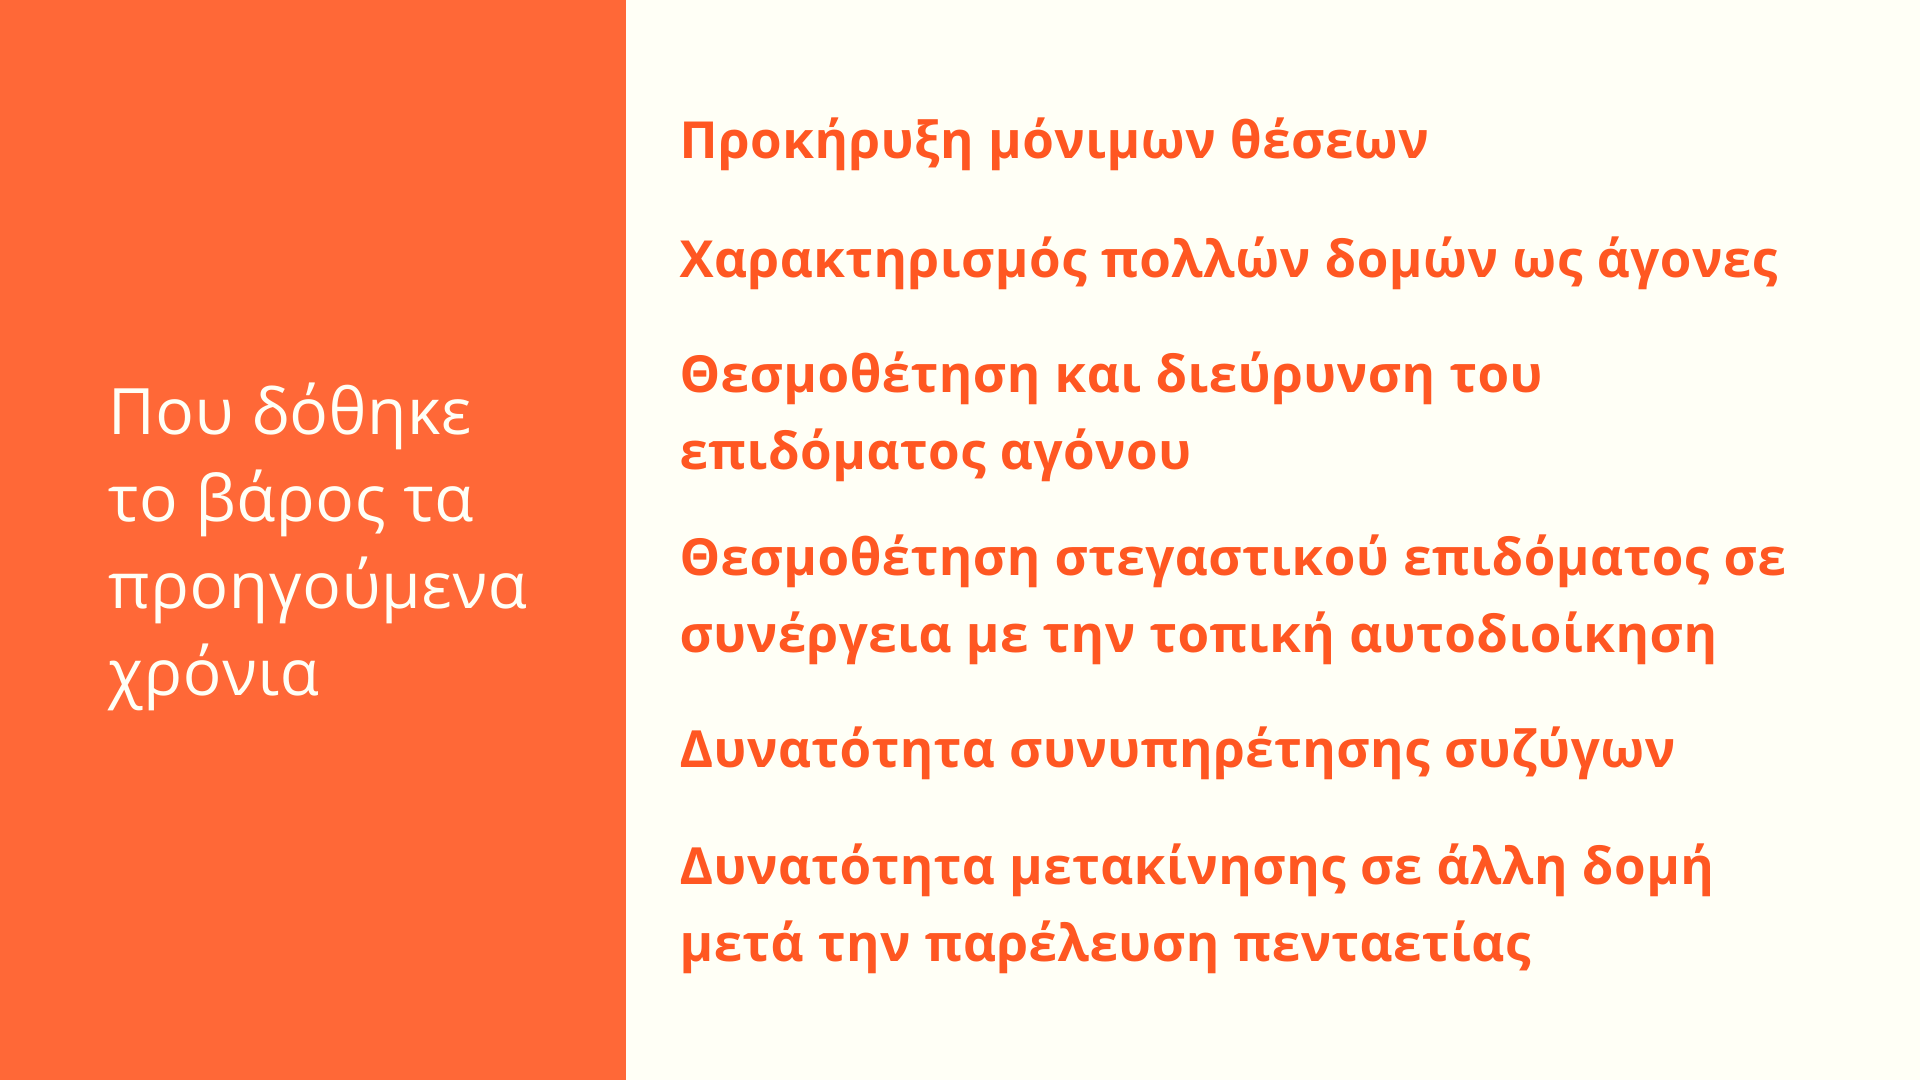 Που δόθηκε
το βάρος τα
προηγούμενα
χρόνια
Προκήρυξη μόνιμων θέσεων
Χαρακτηρισμός πολλών δομών ως άγονες
Θεσμοθέτηση και διεύρυνση του
επιδόματος αγόνου
Θεσμοθέτηση στεγαστικού επιδόματος σε
συνέργεια με την τοπική αυτοδιοίκηση
Δυνατότητα συνυπηρέτησης συζύγων
Δυνατότητα μετακίνησης σε άλλη δομή
μετά την παρέλευση πενταετίας